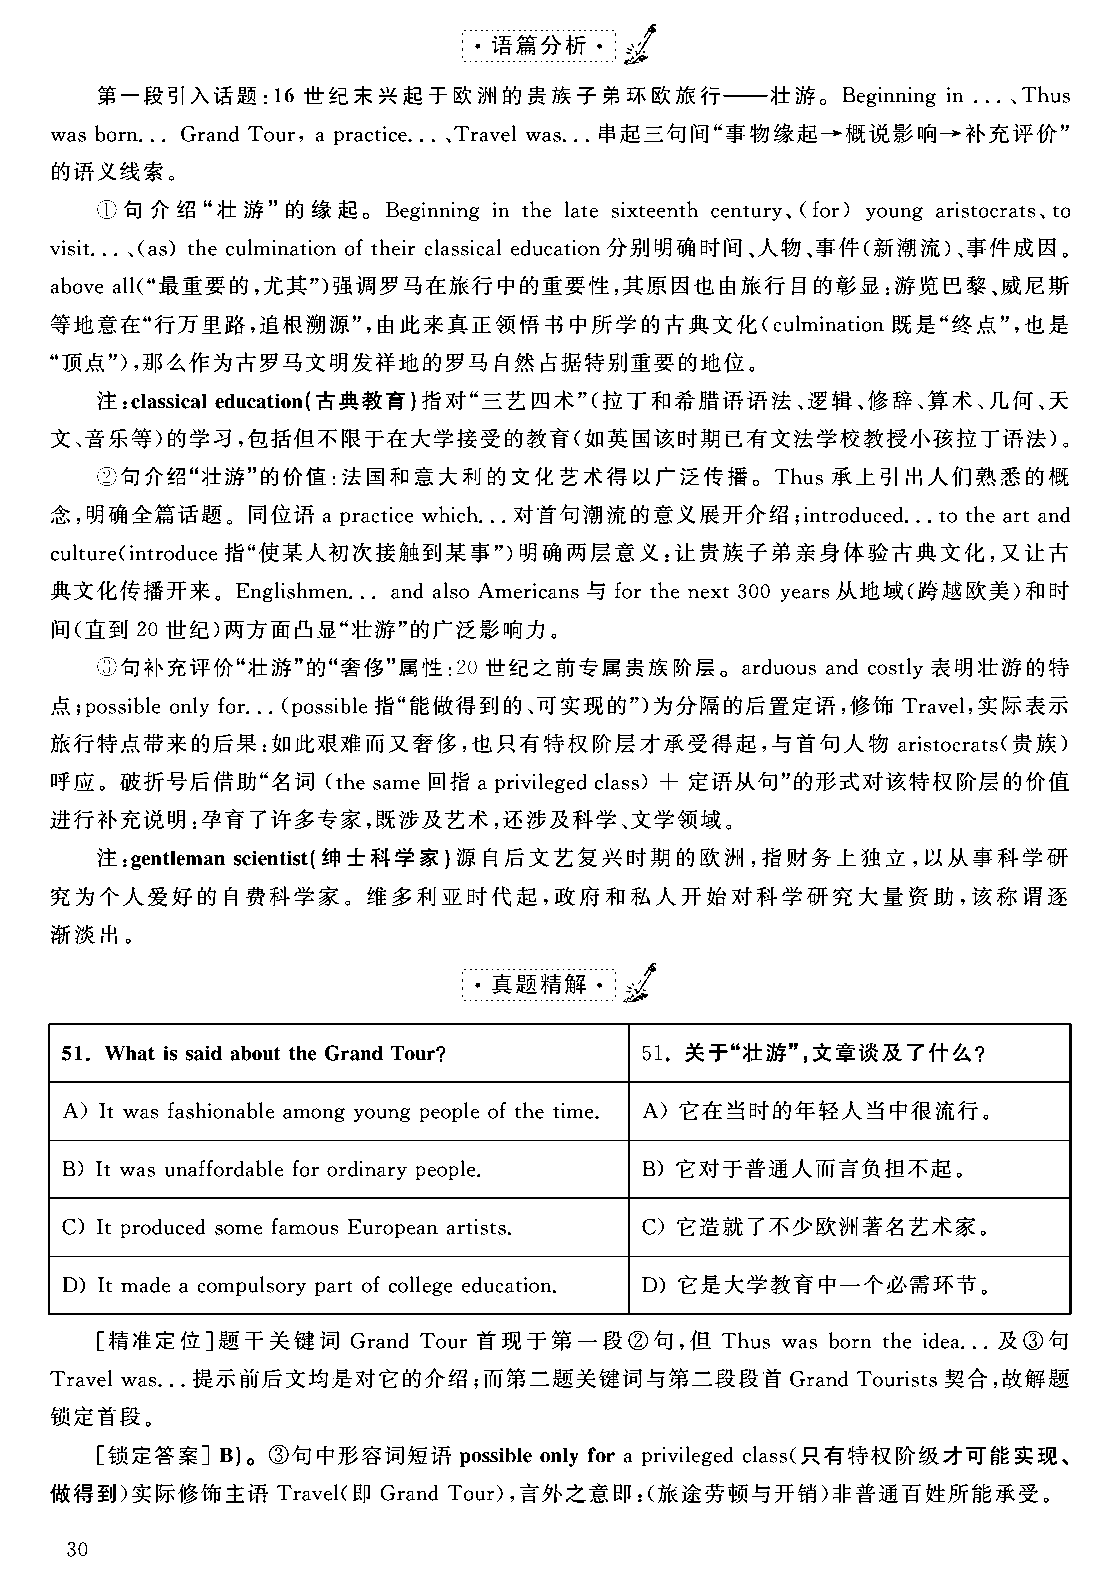 · 语篇分析 ·
第一段引入话题:16 世纪末兴起于欧洲的贵族子弟环欧旅行——壮游。Beginning in ...、Thus
was born... Grand Tour, a practice...、Travel was...串起三句间“事物缘起→概说影响→补充评价”
的语义线索。
①句介绍“壮游”的缘起。Beginning in the late sixteenth century、(for) young aristocrats、to
visit...、(as) the culmination of their classical education分别明确时间、人物、事件(新潮流)、事件成因。
above all(“最重要的,尤其”)强调罗马在旅行中的重要性,其原因也由旅行目的彰显:游览巴黎、威尼斯
等地意在“行万里路,追根溯源”,由此来真正领悟书中所学的古典文化(culmination 既是“终点”,也是
“顶点”),那么作为古罗马文明发祥地的罗马自然占据特别重要的地位。
注:classical education(古典教育)指对“三艺四术”(拉丁和希腊语语法、逻辑、修辞、算术、几何、天
文、音乐等)的学习,包括但不限于在大学接受的教育(如英国该时期已有文法学校教授小孩拉丁语法)。
②句介绍“壮游”的价值:法国和意大利的文化艺术得以广泛传播。Thus 承上引出人们熟悉的概
念,明确全篇话题。同位语 a practice which...对首句潮流的意义展开介绍;introduced...to the art and
culture(introduce 指“使某人初次接触到某事”)明确两层意义:让贵族子弟亲身体验古典文化,又让古
典文化传播开来。Englishmen... and also Americans 与 for the next 300 years 从地域(跨越欧美)和时
间(直到 20 世纪)两方面凸显“壮游”的广泛影响力。
③句补充评价“壮游”的“奢侈”属性:20 世纪之前专属贵族阶层。arduous and costly 表明壮游的特
点;possible only for...(possible 指“能做得到的、可实现的”)为分隔的后置定语,修饰 Travel,实际表示
旅行特点带来的后果:如此艰难而又奢侈,也只有特权阶层才承受得起,与首句人物 aristocrats(贵族)
呼应。破折号后借助“名词 (the same 回指 a privileged class) + 定语从句”的形式对该特权阶层的价值
进行补充说明:孕育了许多专家,既涉及艺术,还涉及科学、文学领域。
注:gentleman scientist(绅士科学家)源自后文艺复兴时期的欧洲,指财务上独立,以从事科学研
究为个人爱好的自费科学家。维多利亚时代起,政府和私人开始对科学研究大量资助,该称谓逐
渐淡出。
· 真题精解 ·
51. What is said about the Grand Tour? 51. 关于“壮游”,文章谈及了什么?
A) It was fashionable among young people of the time. A) 它在当时的年轻人当中很流行。
B) It was unaffordable for ordinary people. B) 它对于普通人而言负担不起。
C) It produced some famous European artists. C) 它造就了不少欧洲著名艺术家。
D) It made a compulsory part of college education. D) 它是大学教育中一个必需环节。
[精准定位]题干关键词 Grand Tour 首现于第一段②句,但 Thus was born the idea...及③句
Travel was...提示前后文均是对它的介绍;而第二题关键词与第二段段首 Grand Tourists 契合,故解题
锁定首段。
[锁定答案] B)。③句中形容词短语 possible only for a privileged class(只有特权阶级才可能实现、
做得到)实际修饰主语 Travel(即 Grand Tour),言外之意即:(旅途劳顿与开销)非普通百姓所能承受。
30